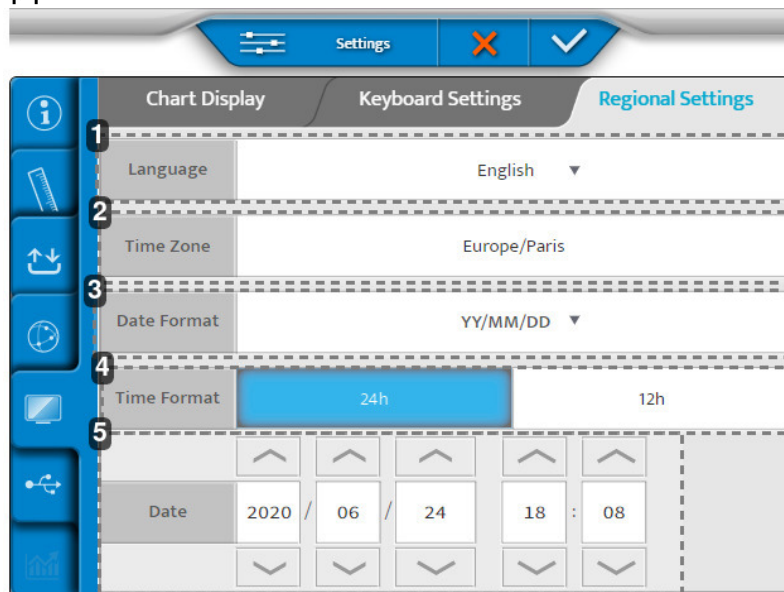 Settings
Chart Display Keyboard Settings Regional Settings
1
Language English
2
Time Zone Europe/Paris
3
Date Format YY/MM/DD
4
Time Format 24h 12h
5
Date 2020 / 06 / 24 18 : 08